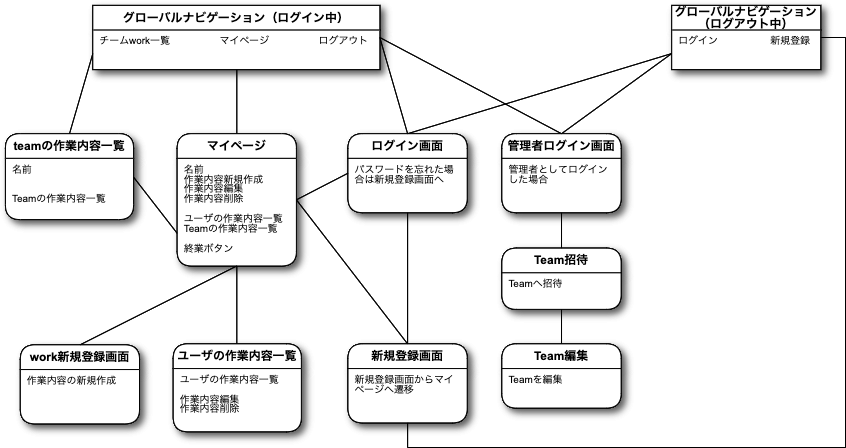 グローバルナビゲーション（ログイン中）
チームwork一覧 マイページ ログアウト
グローバルナビゲーション
（ログアウト中）
ログイン 新規登録
teamの作業内容一覧
名前
Teamの作業内容一覧
マイページ
名前
作業内容新規作成
作業内容編集
作業内容削除
ユーザの作業内容一覧
Teamの作業内容一覧
終業ボタン
ログイン画面
パスワードを忘れた場
合は新規登録画面へ
管理者ログイン画面
管理者としてログイン
した場合
Team招待
Teamへ招待
work新規登録画面
作業内容の新規作成
ユーザの作業内容一覧
ユーザの作業内容一覧
作業内容編集
作業内容削除
新規登録画面
新規登録画面からマイ
ページへ遷移
Team編集
Teamを編集